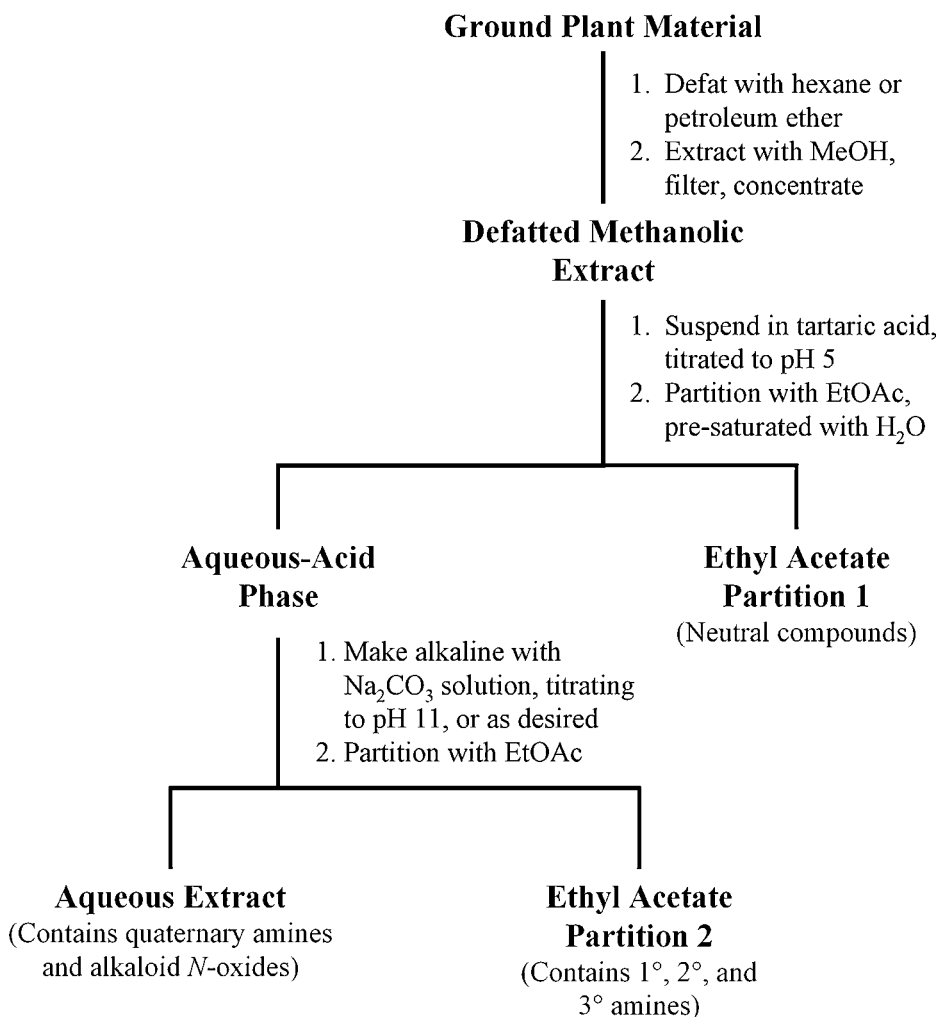 Ground Plant Material
1. Defat with hexane or
petroleum ether
2. Extract with MeOH,
filter, concentrate
Defatted Methanolic
Extract
1. Suspend in tartaric acid,
titrated to pH 5
2. Partition with EtOAc,
pre-saturated with H₂O
Aqueous-Acid
Phase
Ethyl Acetate
Partition 1
(Neutral compounds)
1. Make alkaline with
Na₂CO₃ solution, titrating
to pH 11, or as desired
2. Partition with EtOAc
Aqueous Extract
(Contains quaternary amines
and alkaloid N-oxides)
Ethyl Acetate
Partition 2
(Contains 1°, 2°, and
3° amines)